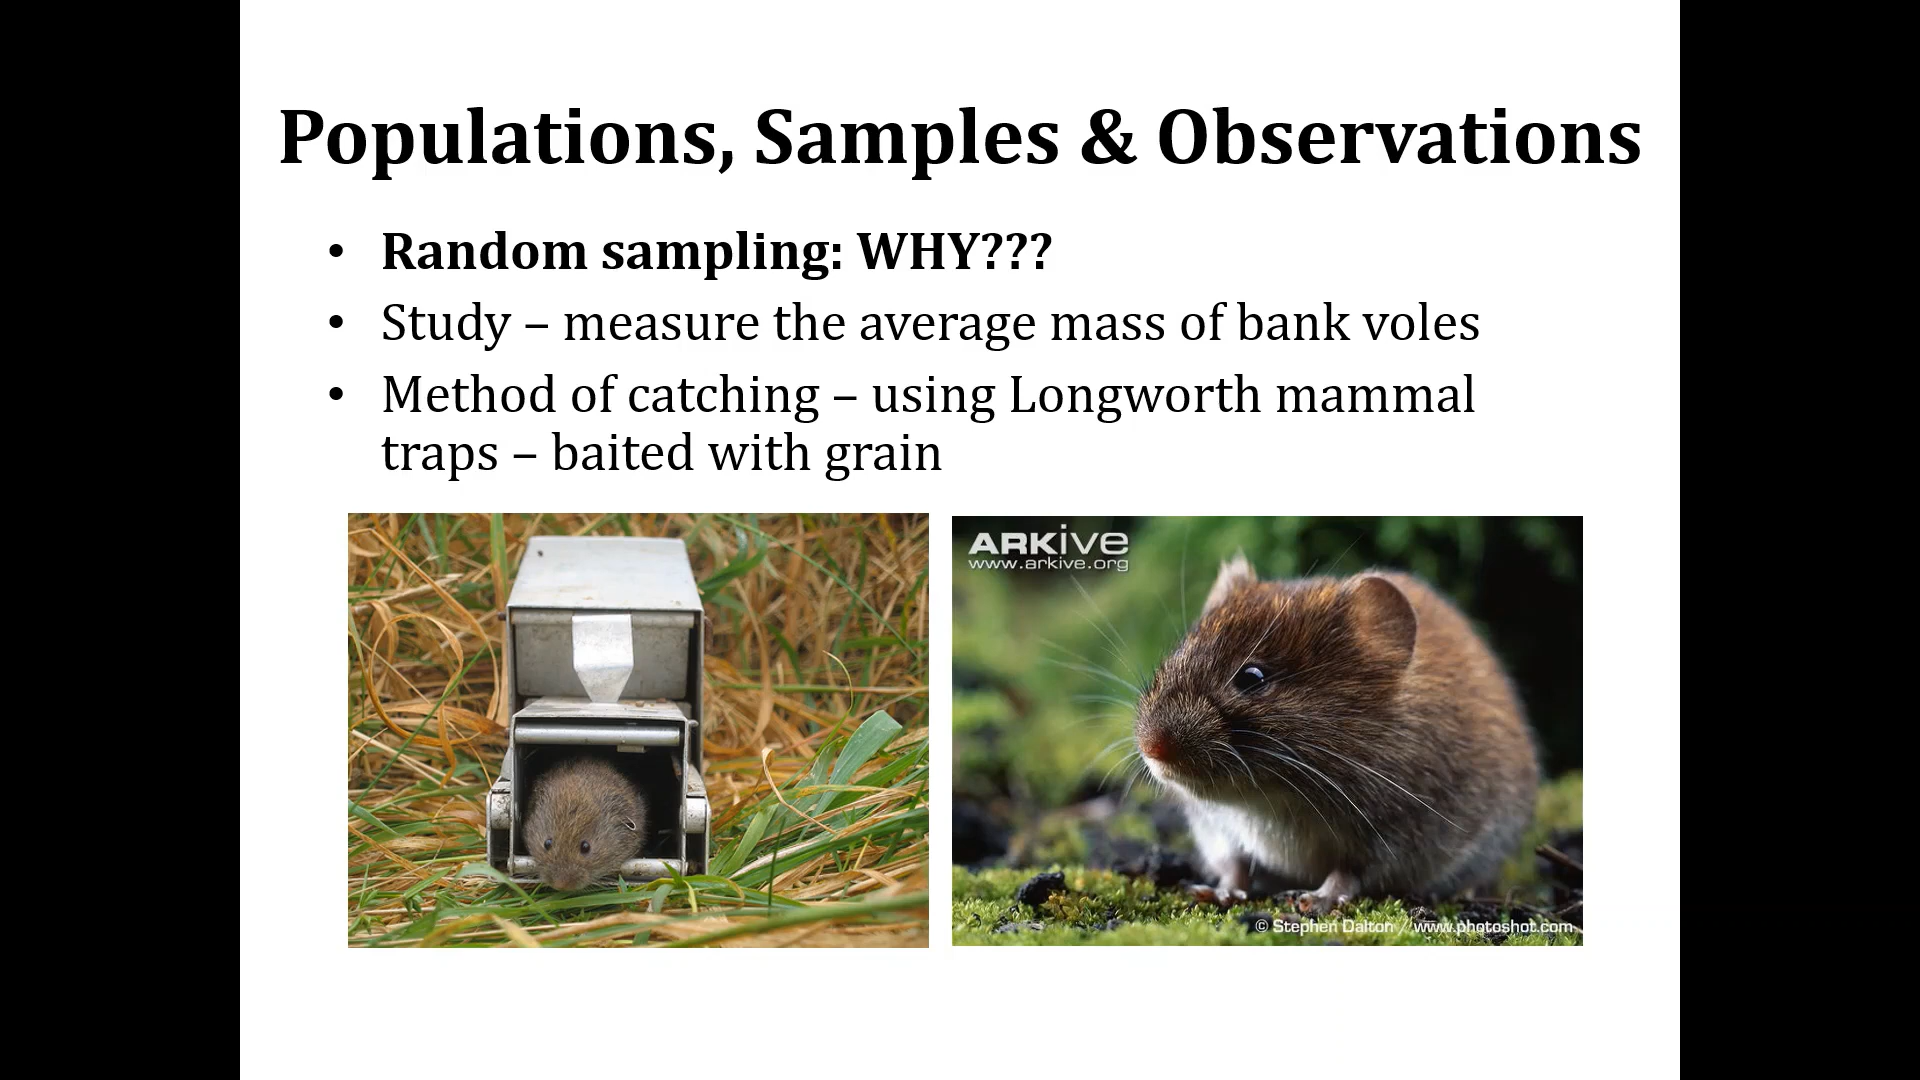 Populations, Samples & Observations
• Random sampling: WHY???
• Study – measure the average mass of bank voles
• Method of catching – using Longworth mammal
traps – baited with grain
ARKive
www.arkive.org
© Stephen Dalton / www.photoshot.com